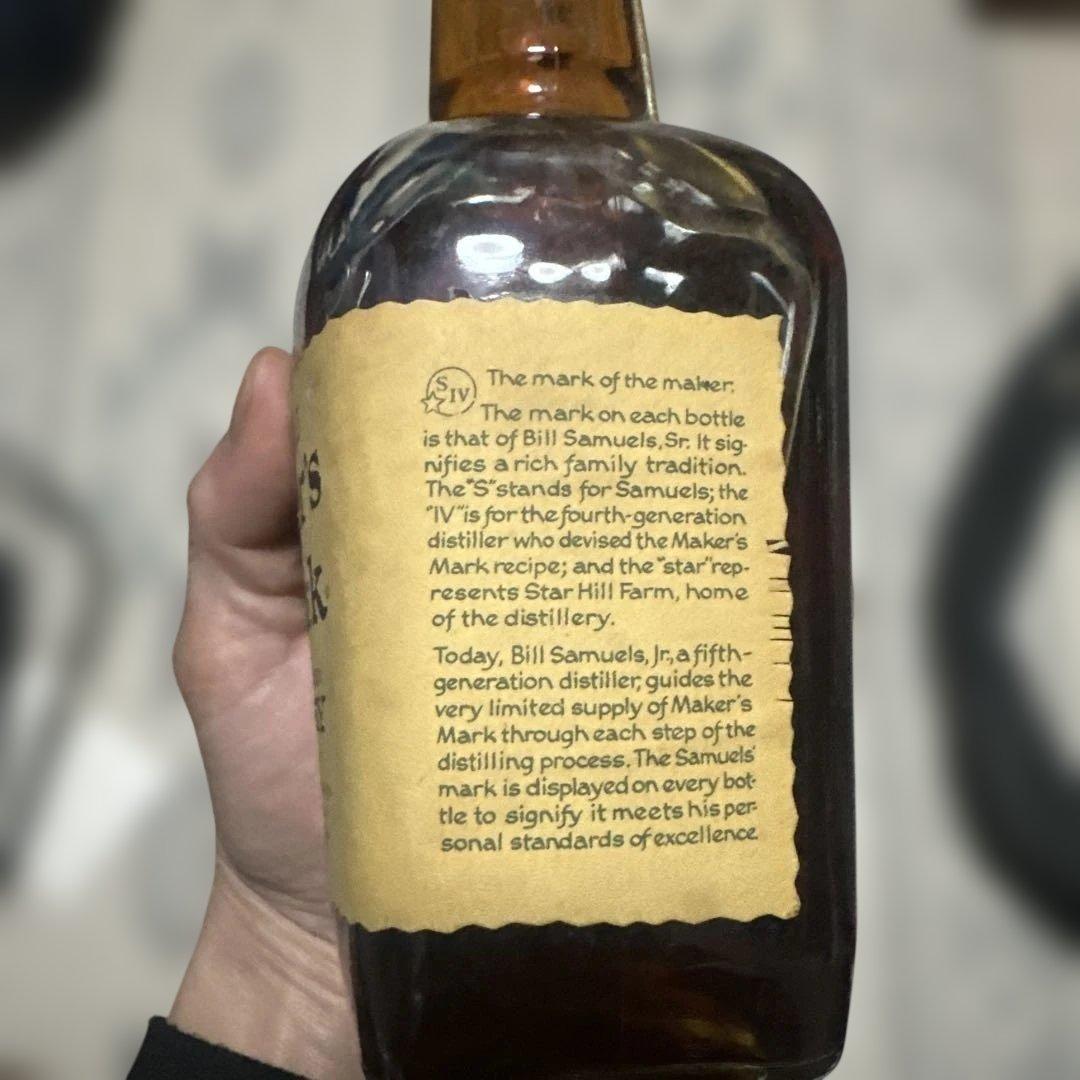 S IV
The mark of the maker.
The mark on each bottle
is that of Bill Samuels, Sr. It sig-
nifies a rich family tradition.
The "S" stands for Samuels; the
"IV" is for the fourth-generation
distiller who devised the Maker's
Mark recipe; and the "star" rep-
resents Star Hill Farm, home
of the distillery.
Today, Bill Samuels, Jr., a fifth-
generation distiller, guides the
very limited supply of Maker's
Mark through each step of the
distilling process. The Samuels'
mark is displayed on every bot-
tle to signify it meets his per-
sonal standards of excellence.